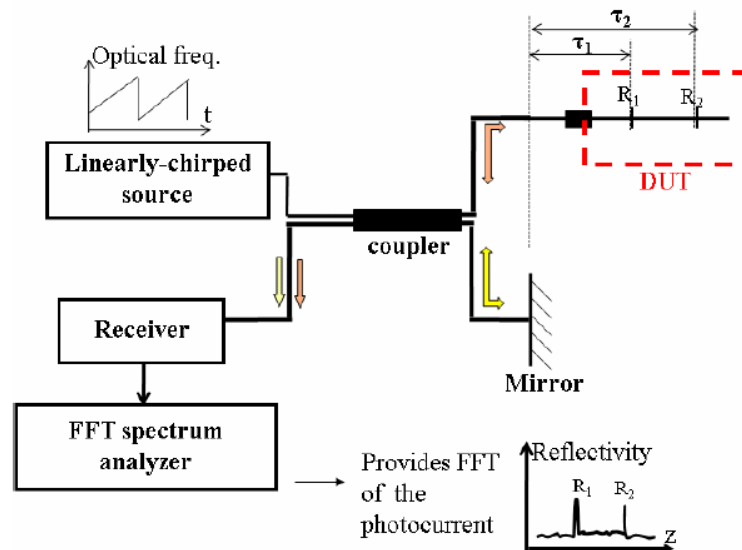 τ2
τ1
Optical freq.
t
R1
R2
DUT
Linearly-chirped
source
coupler
Receiver
Mirror
FFT spectrum
analyzer
Provides FFT
of the
photocurrent
Reflectivity
R1
R2
Z